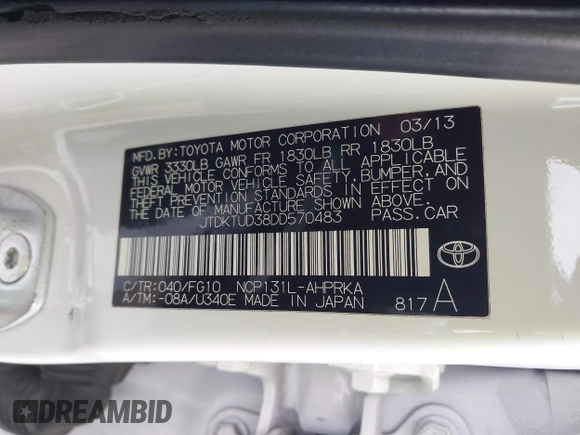 MFD.BY:TOYOTA MOTOR CORPORATION 03/13
GVWR 3330LB GAWR FR 1830LB RR 1830LB
THIS VEHICLE CONFORMS TO ALL APPLICABLE
FEDERAL MOTOR VEHICLE SAFETY,BUMPER,AND
THEFT PREVENTION STANDARDS IN EFFECT ON
THE DATE OF MANUFACTURE SHOWN ABOVE.
JTDKTUD38DD570483 PASS.CAR
TOYOTA
C/TR:040/FG10 NCP131L-AHPRKA
A/TM:-08A/U340E MADE IN JAPAN 817A
DREAMBID